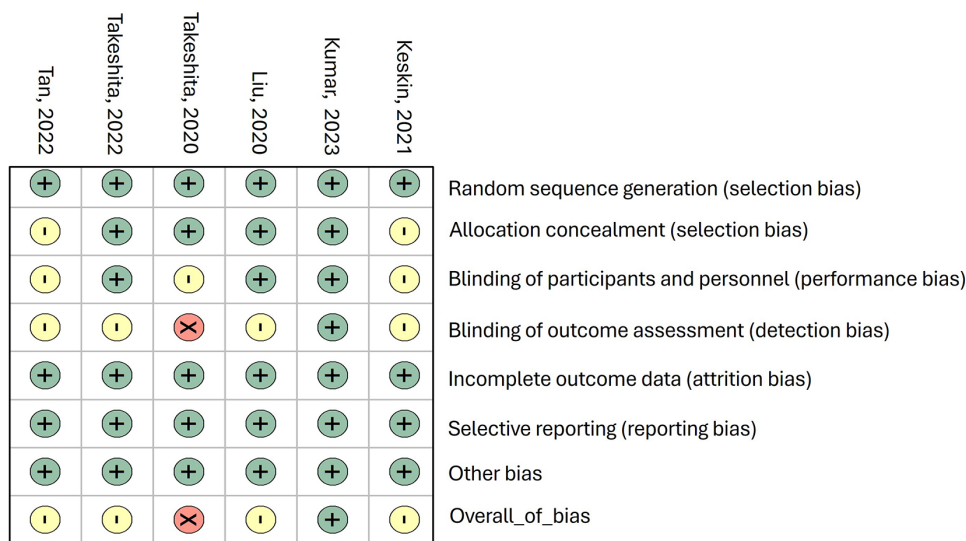 Tan, 2022
Takeshita, 2022
Takeshita, 2020
Liu, 2020
Kumar, 2023
Keskin, 2021
+ + + + + + Random sequence generation (selection bias)
- + + + + - Allocation concealment (selection bias)
- + - + + - Blinding of participants and personnel (performance bias)
- - X - + - Blinding of outcome assessment (detection bias)
+ + + + + + Incomplete outcome data (attrition bias)
+ + + + + + Selective reporting (reporting bias)
+ + + + + + Other bias
- - X - + - Overall_of_bias